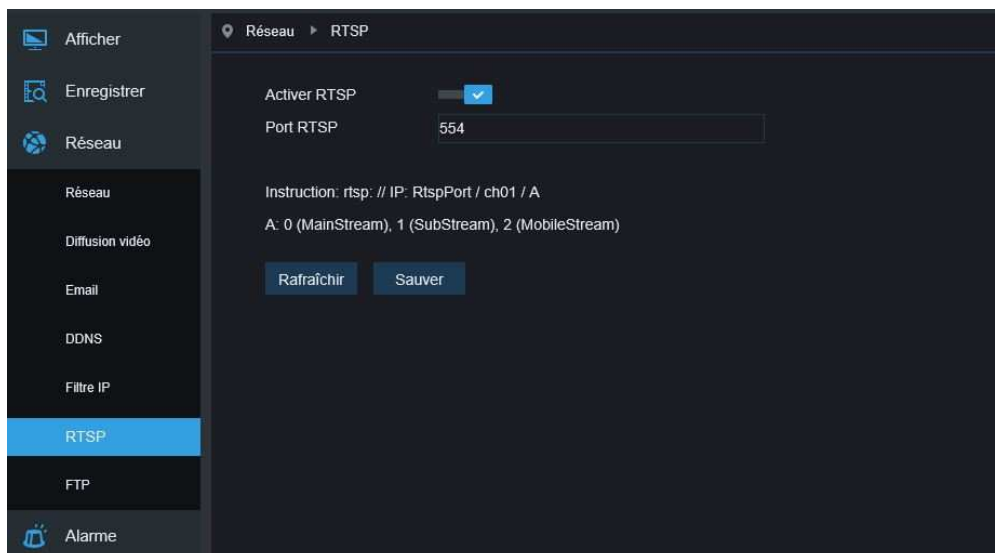 Afficher
Enregistrer
Réseau
Réseau
Diffusion vidéo
Email
DDNS
Filtre IP
RTSP
FTP
Alarme
Réseau RTSP
Activer RTSP
Port RTSP 554
Instruction: rtsp: // IP: RtspPort / ch01 / A
A: 0 (MainStream), 1 (SubStream), 2 (MobileStream)
Rafraîchir Sauver